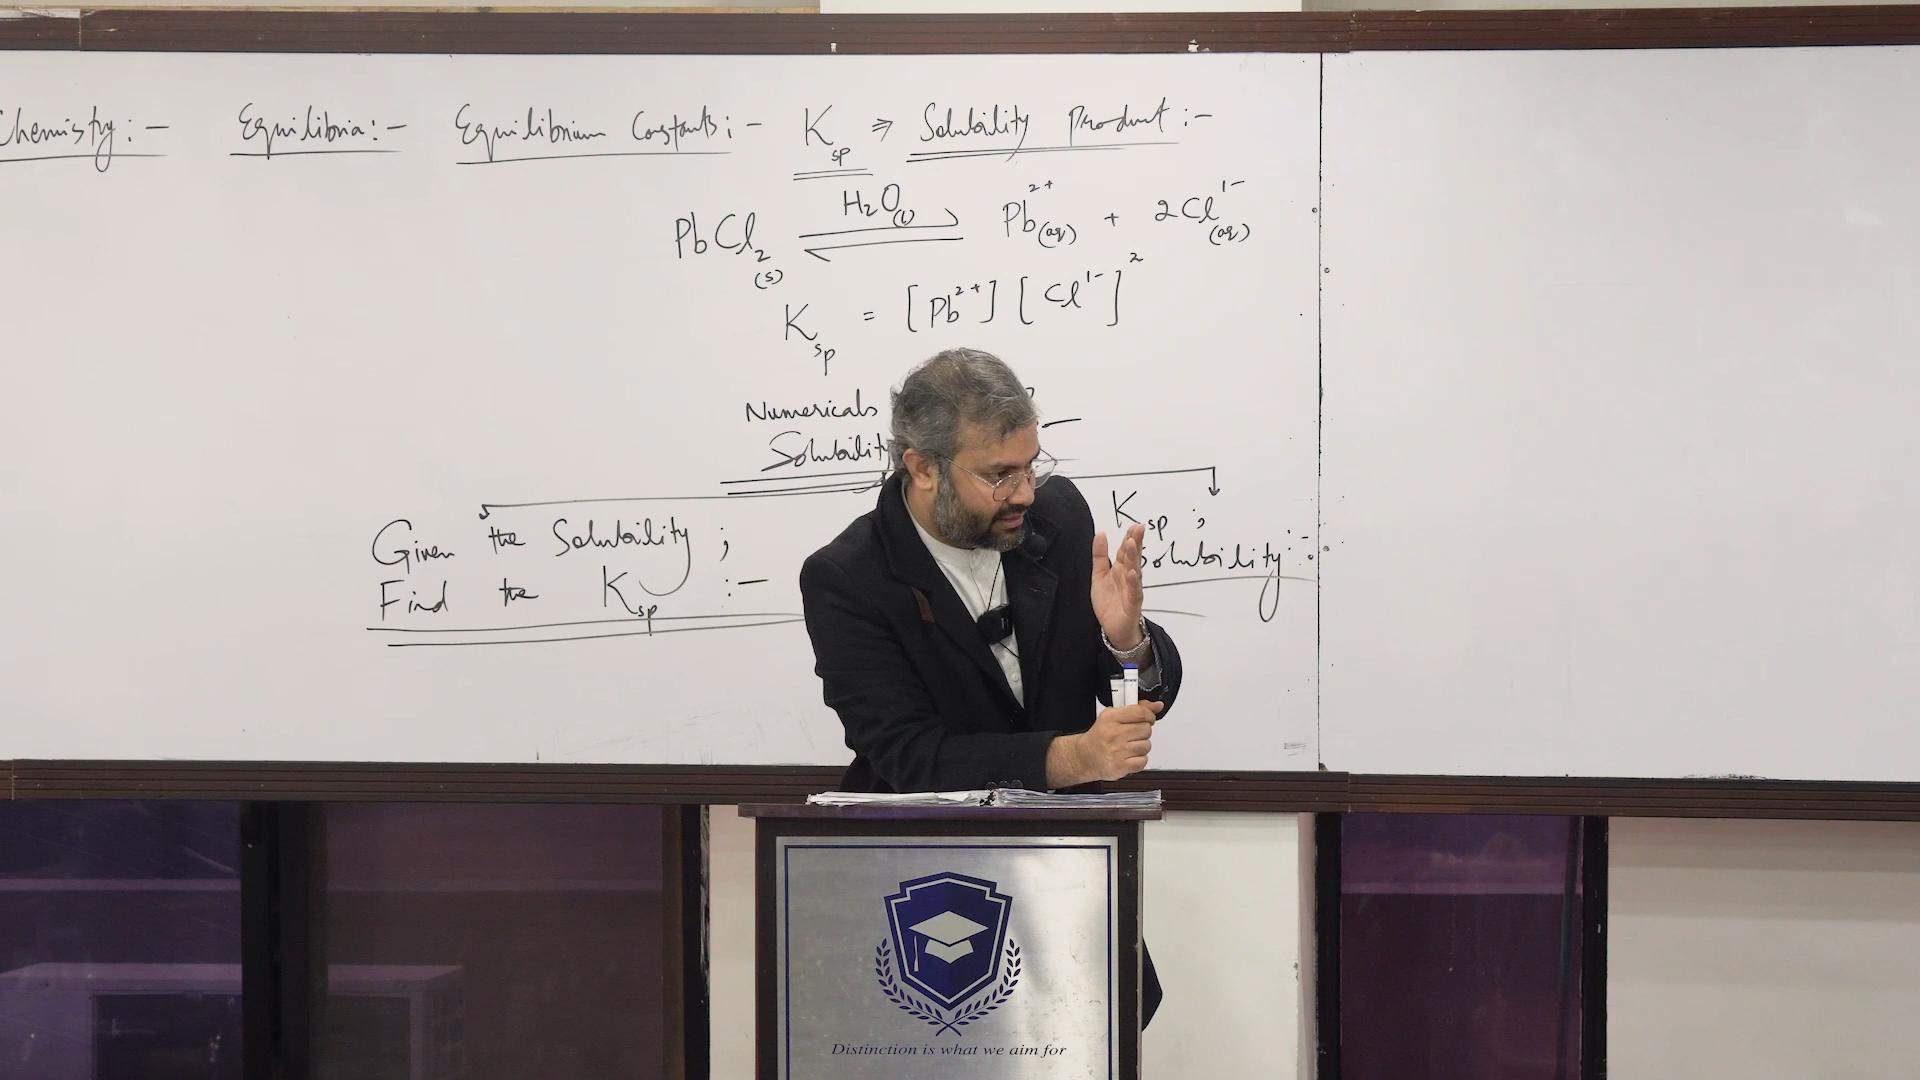 Chemistry:- Equilibria:- Equilibrium Constants:- Ksp ⇒ Solubility Product:-
PbCl2(s) ⇌ H2O(l) Pb2+(aq) + 2Cl1-(aq)
Ksp = [Pb2+][Cl1-]2
Numericals
Solubility :-
Given the Solubility ;
Find the Ksp :-
Ksp ;
Solubility:-
Distinction is what we aim for